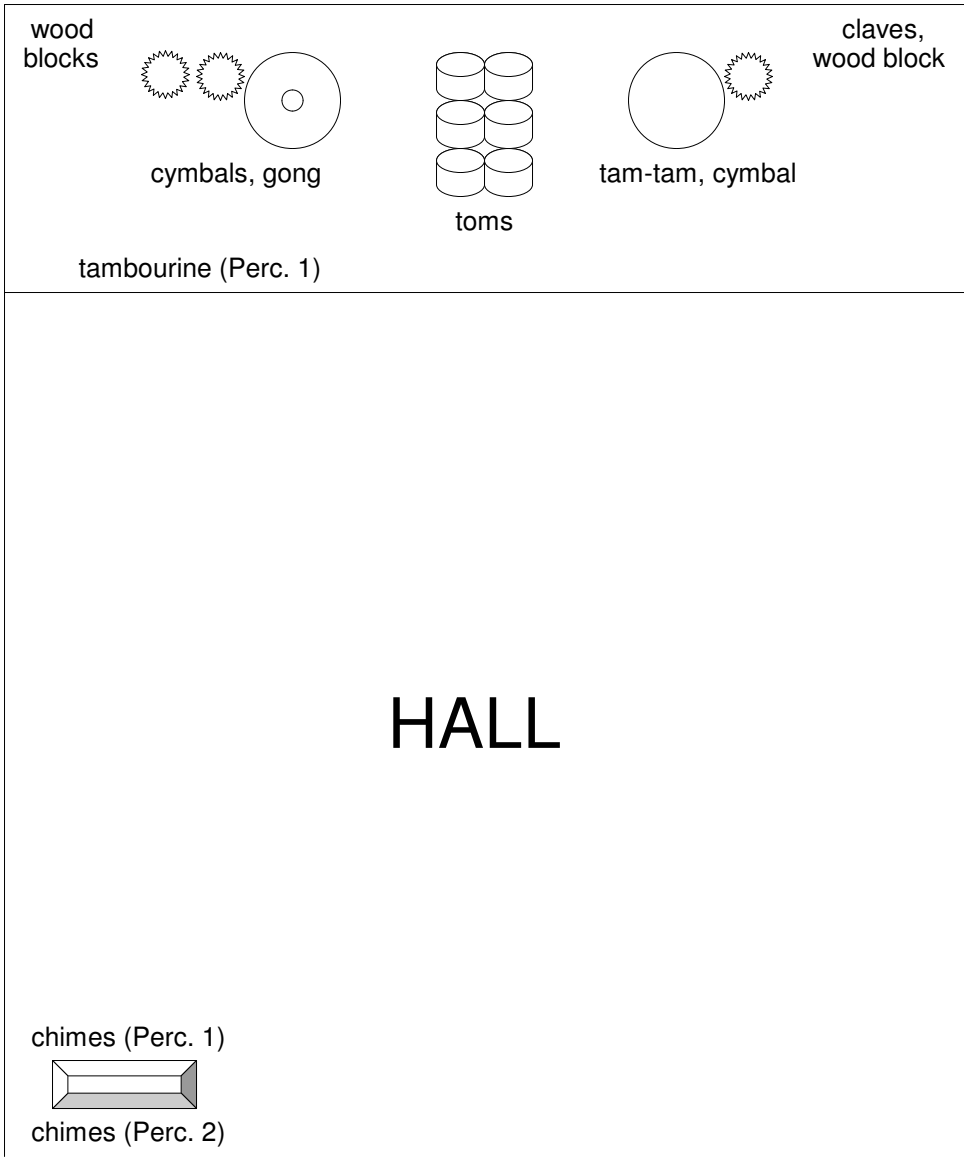 wood
blocks
claves,
wood block
cymbals, gong
tam-tam, cymbal
toms
tambourine (Perc. 1)
HALL
chimes (Perc. 1)
chimes (Perc. 2)